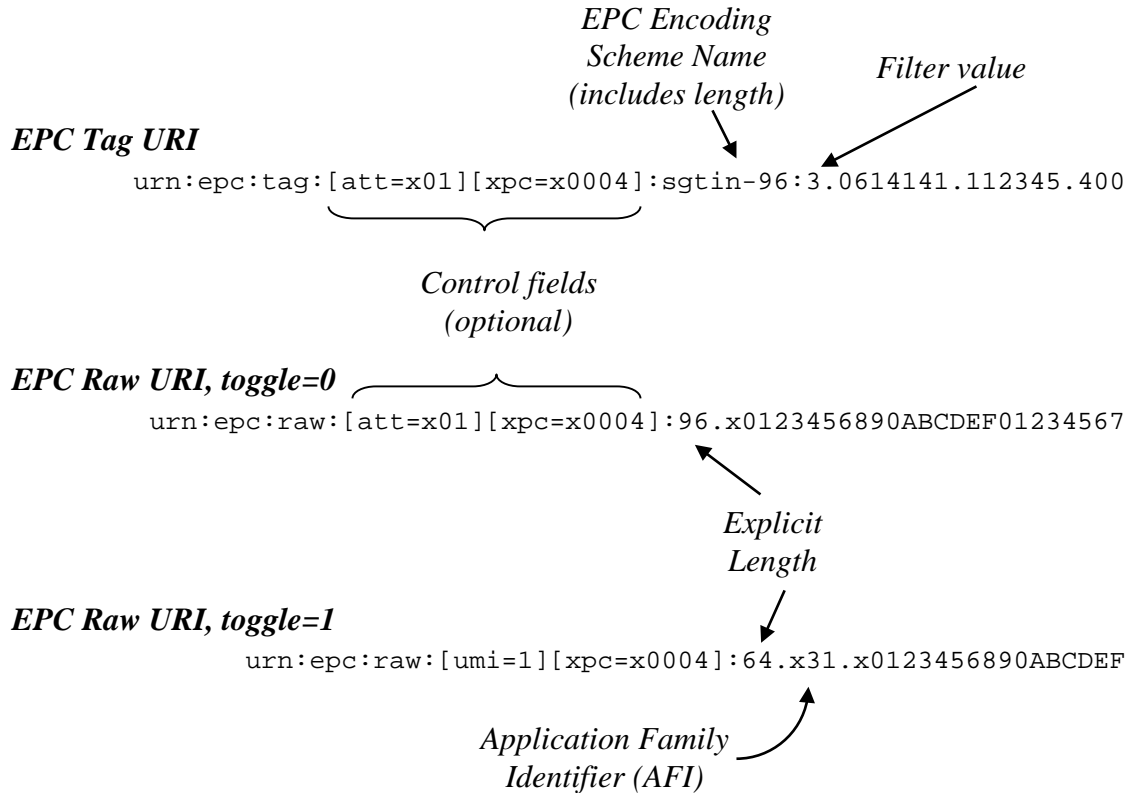 EPC Encoding
Scheme Name
(includes length)
Filter value
EPC Tag URI
urn:epc:tag:[att=x01][xpc=x0004]:sgtin-96:3.0614141.112345.400
Control fields
(optional)
EPC Raw URI, toggle=0
urn:epc:raw:[att=x01][xpc=x0004]:96.x0123456890ABCDEF01234567
Explicit
Length
EPC Raw URI, toggle=1
urn:epc:raw:[umi=1][xpc=x0004]:64.x31.x0123456890ABCDEF
Application Family
Identifier (AFI)